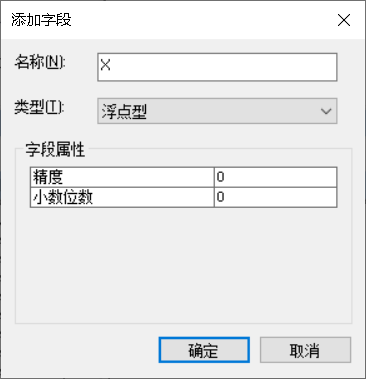 添加字段
名称(N):
X
类型(T):
浮点型
字段属性
精度 0
小数位数 0
确定
取消